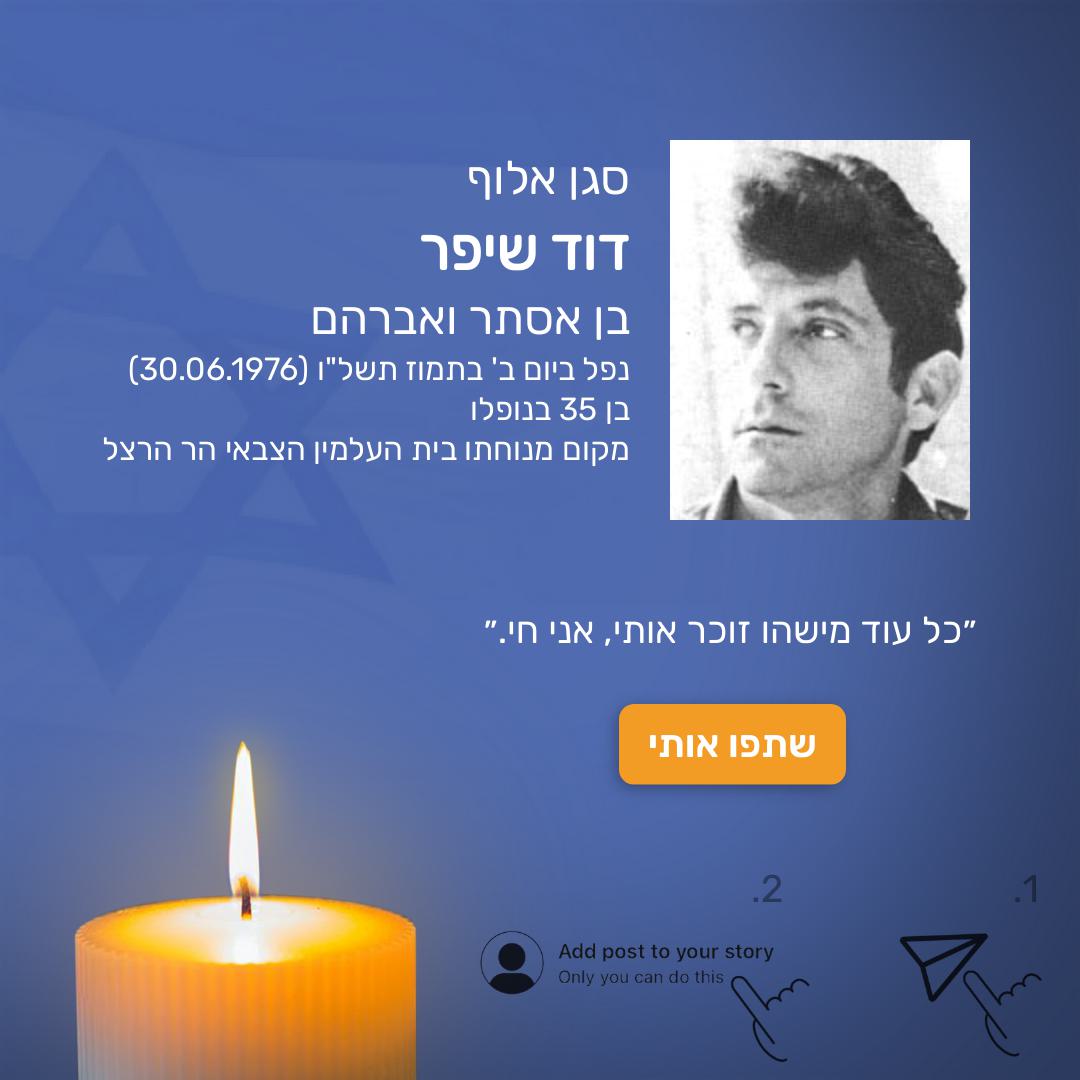 סגן אלוף
דוד שיפר
בן אסתר ואברהם
נפל ביום ב' בתמוז תשל"ו (30.06.1976)
בן 35 בנופלו
מקום מנוחתו בית העלמין הצבאי הר הרצל
״כל עוד מישהו זוכר אותי, אני חי.״
שתפו אותי
1.
2.
Add post to your story
Only you can do this